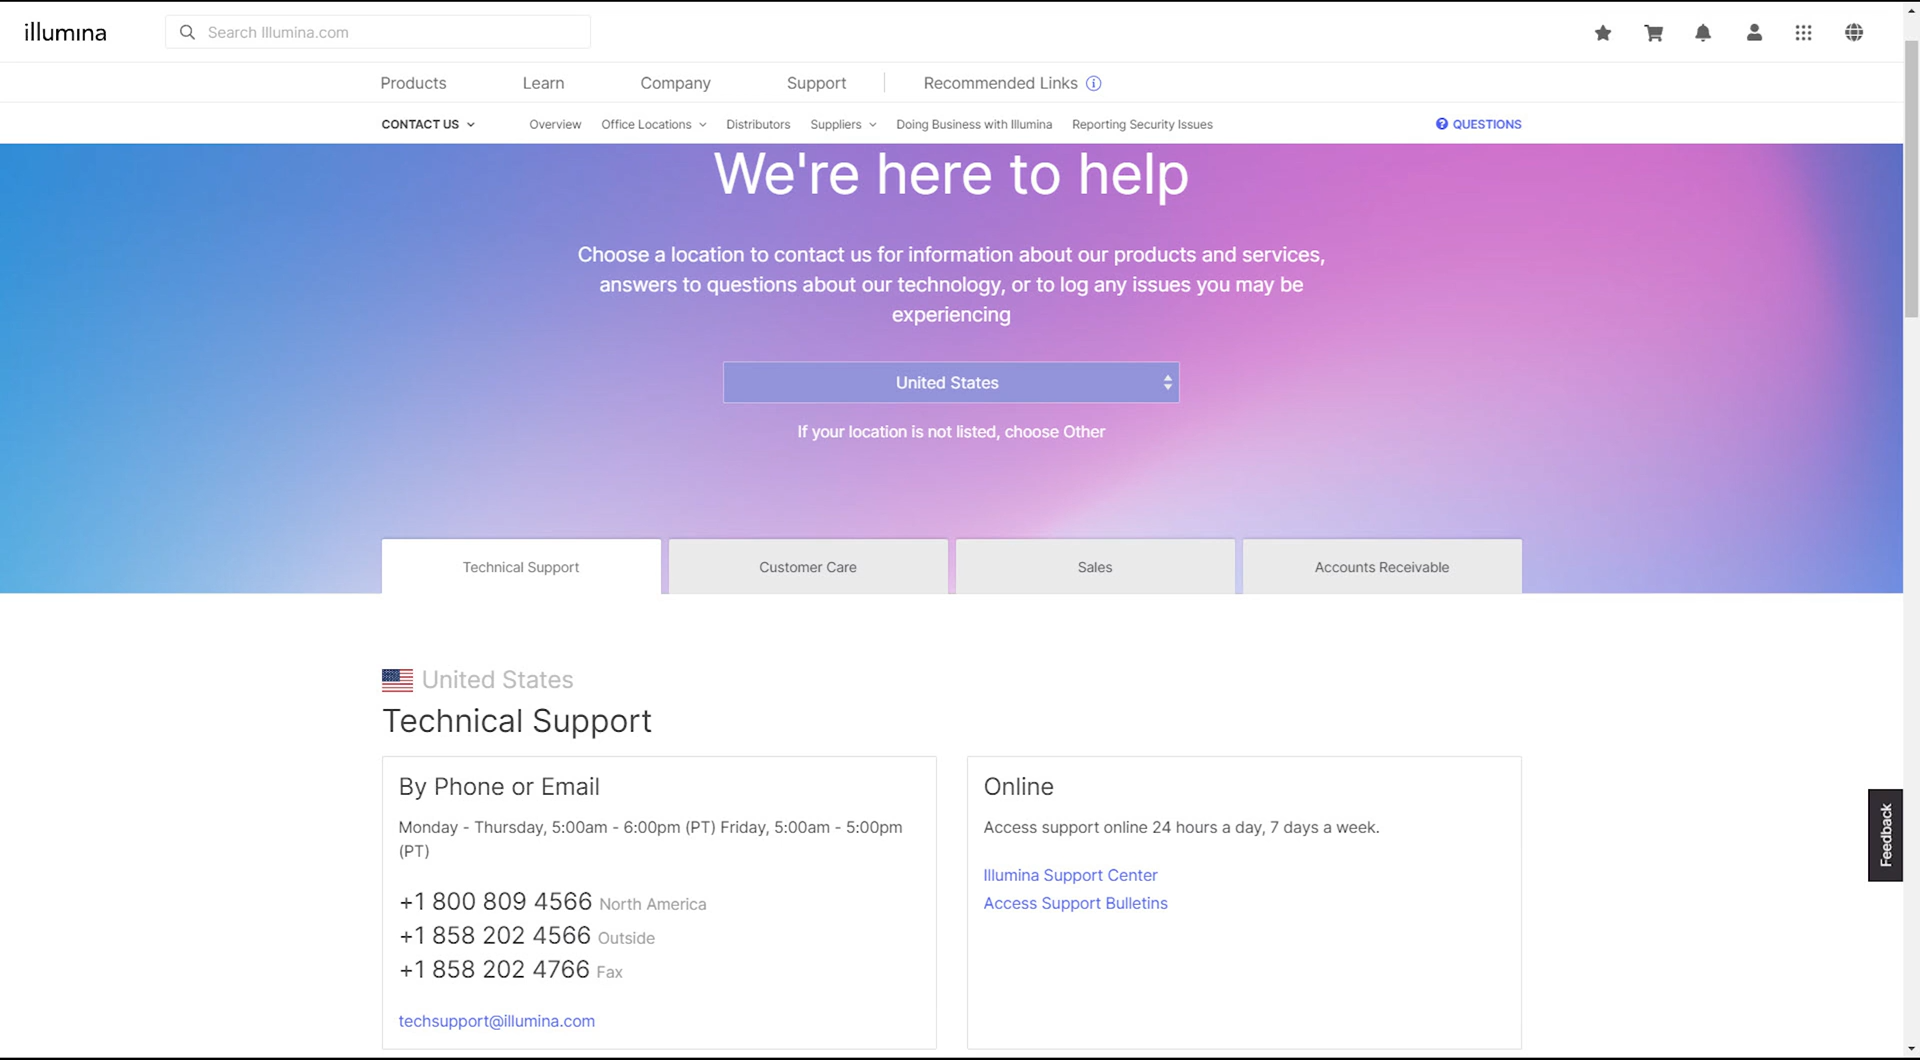 illumina
Search Illumina.com
Products Learn Company Support Recommended Links
CONTACT US Overview Office Locations Distributors Suppliers Doing Business with Illumina Reporting Security Issues QUESTIONS
We're here to help
Choose a location to contact us for information about our products and services,
answers to questions about our technology, or to log any issues you may be
experiencing
United States
If your location is not listed, choose Other
Technical Support Customer Care Sales Accounts Receivable
United States
Technical Support
By Phone or Email
Monday - Thursday, 5:00am - 6:00pm (PT) Friday, 5:00am - 5:00pm
(PT)
+1 800 809 4566 North America
+1 858 202 4566 Outside
+1 858 202 4766 Fax
techsupport@illumina.com
Online
Access support online 24 hours a day, 7 days a week.
Illumina Support Center
Access Support Bulletins
Feedback